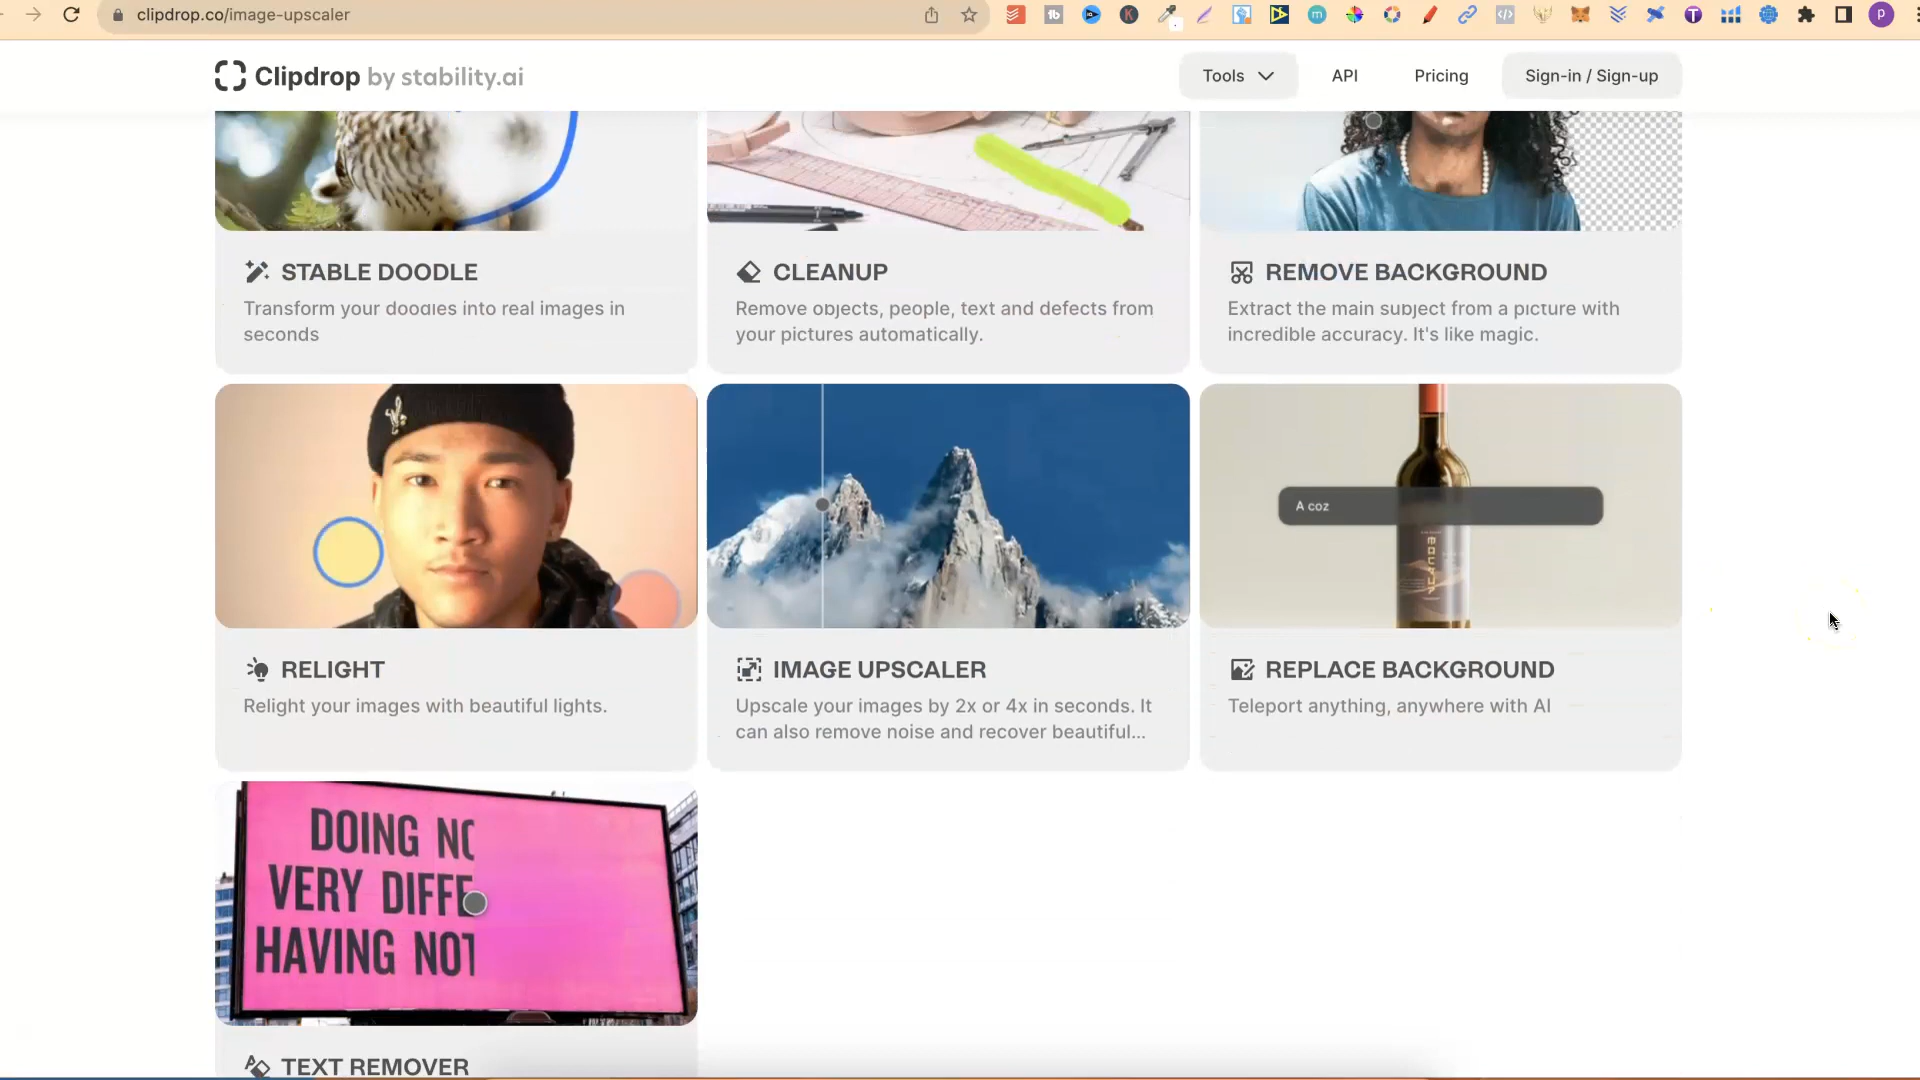 clipdrop.co/image-upscaler
Clipdrop by stability.ai
Tools
API
Pricing
Sign-in / Sign-up
STABLE DOODLE
Transform your doodles into real images in
seconds
CLEANUP
Remove objects, people, text and defects from
your pictures automatically.
REMOVE BACKGROUND
Extract the main subject from a picture with
incredible accuracy. It's like magic.
A coz
RELIGHT
Relight your images with beautiful lights.
IMAGE UPSCALER
Upscale your images by 2x or 4x in seconds. It
can also remove noise and recover beautiful...
REPLACE BACKGROUND
Teleport anything, anywhere with AI
DOING NO
VERY DIFFE
HAVING NOT
TEXT REMOVER